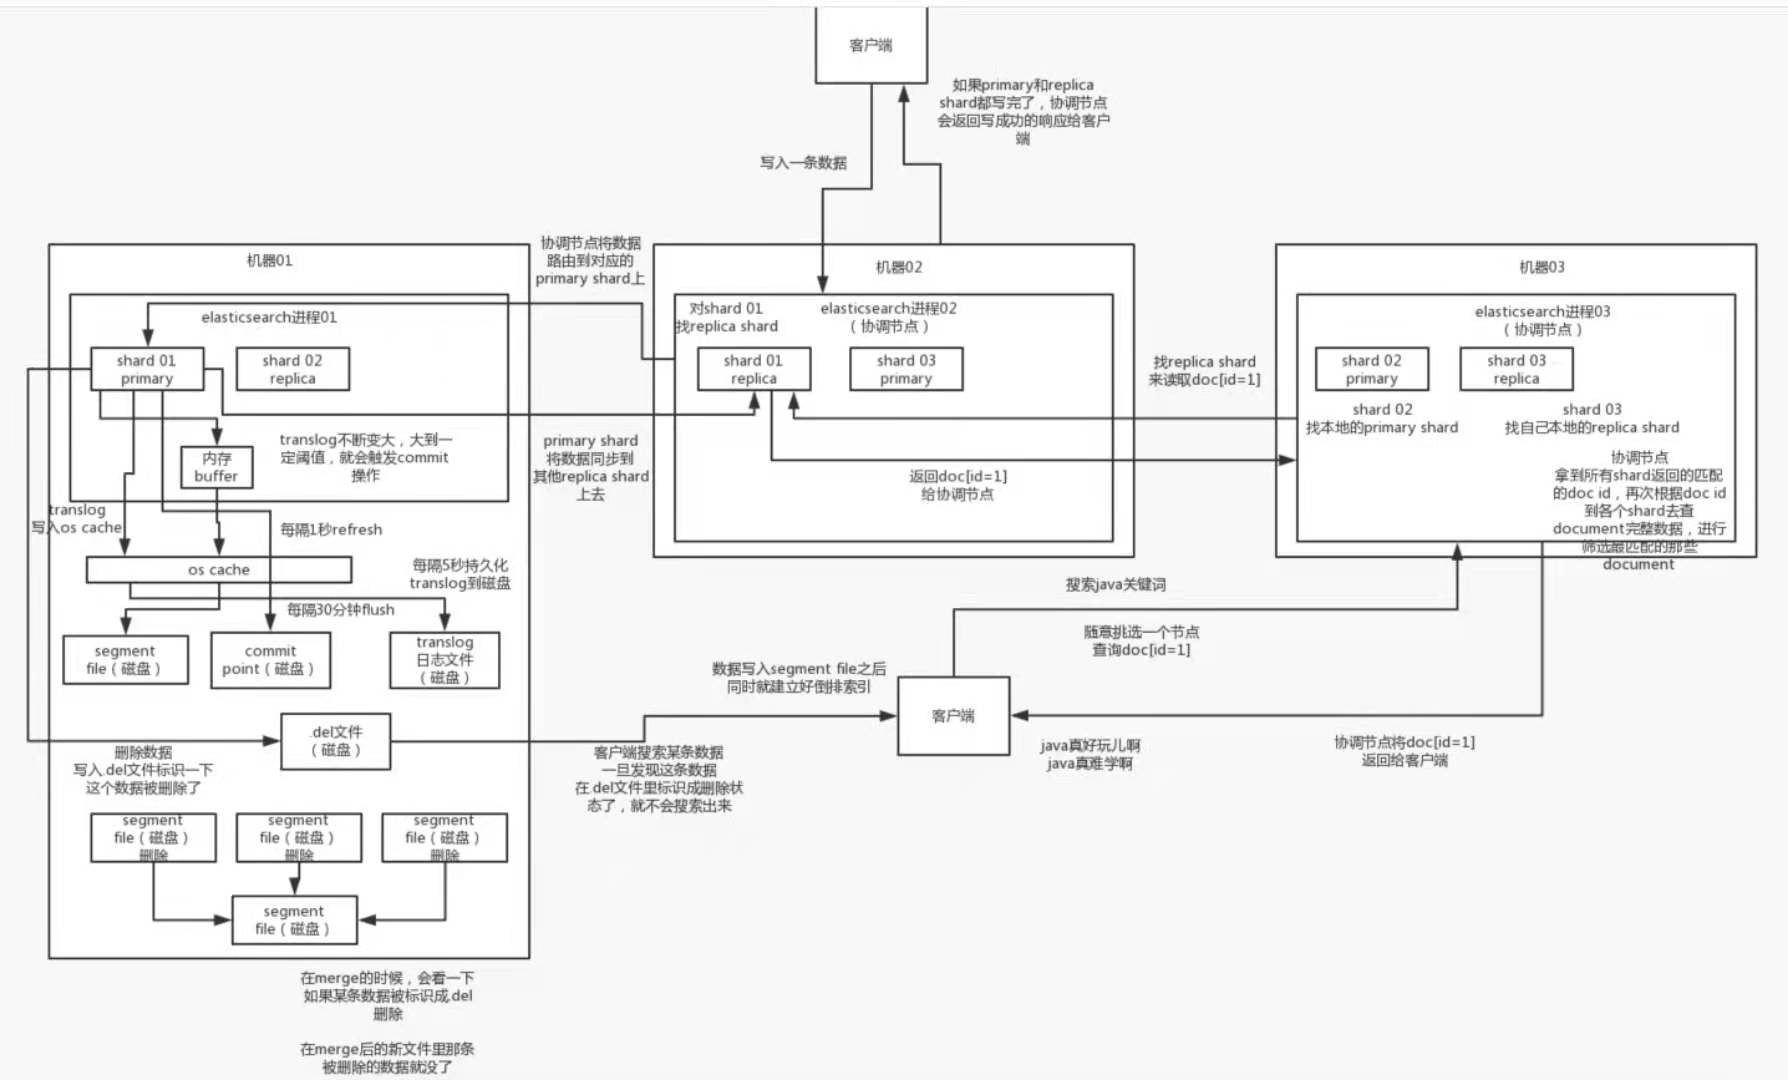 客户端
如果primary和replica
shard都写完了，协调节点
会返回写成功的响应给客户
端
写入一条数据
协调节点将数据
路由到对应的
primary shard上
机器01
elasticsearch进程01
shard 01
primary
shard 02
replica
内存
buffer
translog不断变大，大到一
定阈值，就会触发commit
操作
translog
写入os cache
每隔1秒refresh
os cache
每隔5秒持久化
translog到磁盘
每隔30分钟flush
segment
file（磁盘）
commit
point（磁盘）
translog
日志文件
（磁盘）
.del文件
（磁盘）
删除数据
写入.del文件标识一下
这个数据被删除了
segment
file（磁盘）
删除
segment
file（磁盘）
删除
segment
file（磁盘）
删除
segment
file（磁盘）
在merge的时候，会看一下
如果某条数据被标识成.del
删除
在merge后的新文件里那条
被删除的数据就没了
primary shard
将数据同步到
其他replica shard
上去
机器02
对shard 01
找replica shard
elasticsearch进程02
（协调节点）
shard 01
replica
shard 03
primary
返回doc[id=1]
给协调节点
找replica shard
来读取doc[id=1]
机器03
elasticsearch进程03
（协调节点）
shard 02
primary
shard 03
replica
shard 02
找本地的primary shard
shard 03
找自己本地的replica shard
协调节点
拿到所有shard返回的匹配
的doc id，再次根据doc id
到各个shard去查
document完整数据，进行
筛选最匹配的那些
document
搜索java关键词
随意挑选一个节点
查询doc[id=1]
数据写入segment file之后
同时就建立好倒排索引
客户端
客户端搜索某条数据
一旦发现这条数据
在.del文件里标识成删除状
态了，就不会搜索出来
java真好玩儿啊
java真难学啊
协调节点将doc[id=1]
返回给客户端